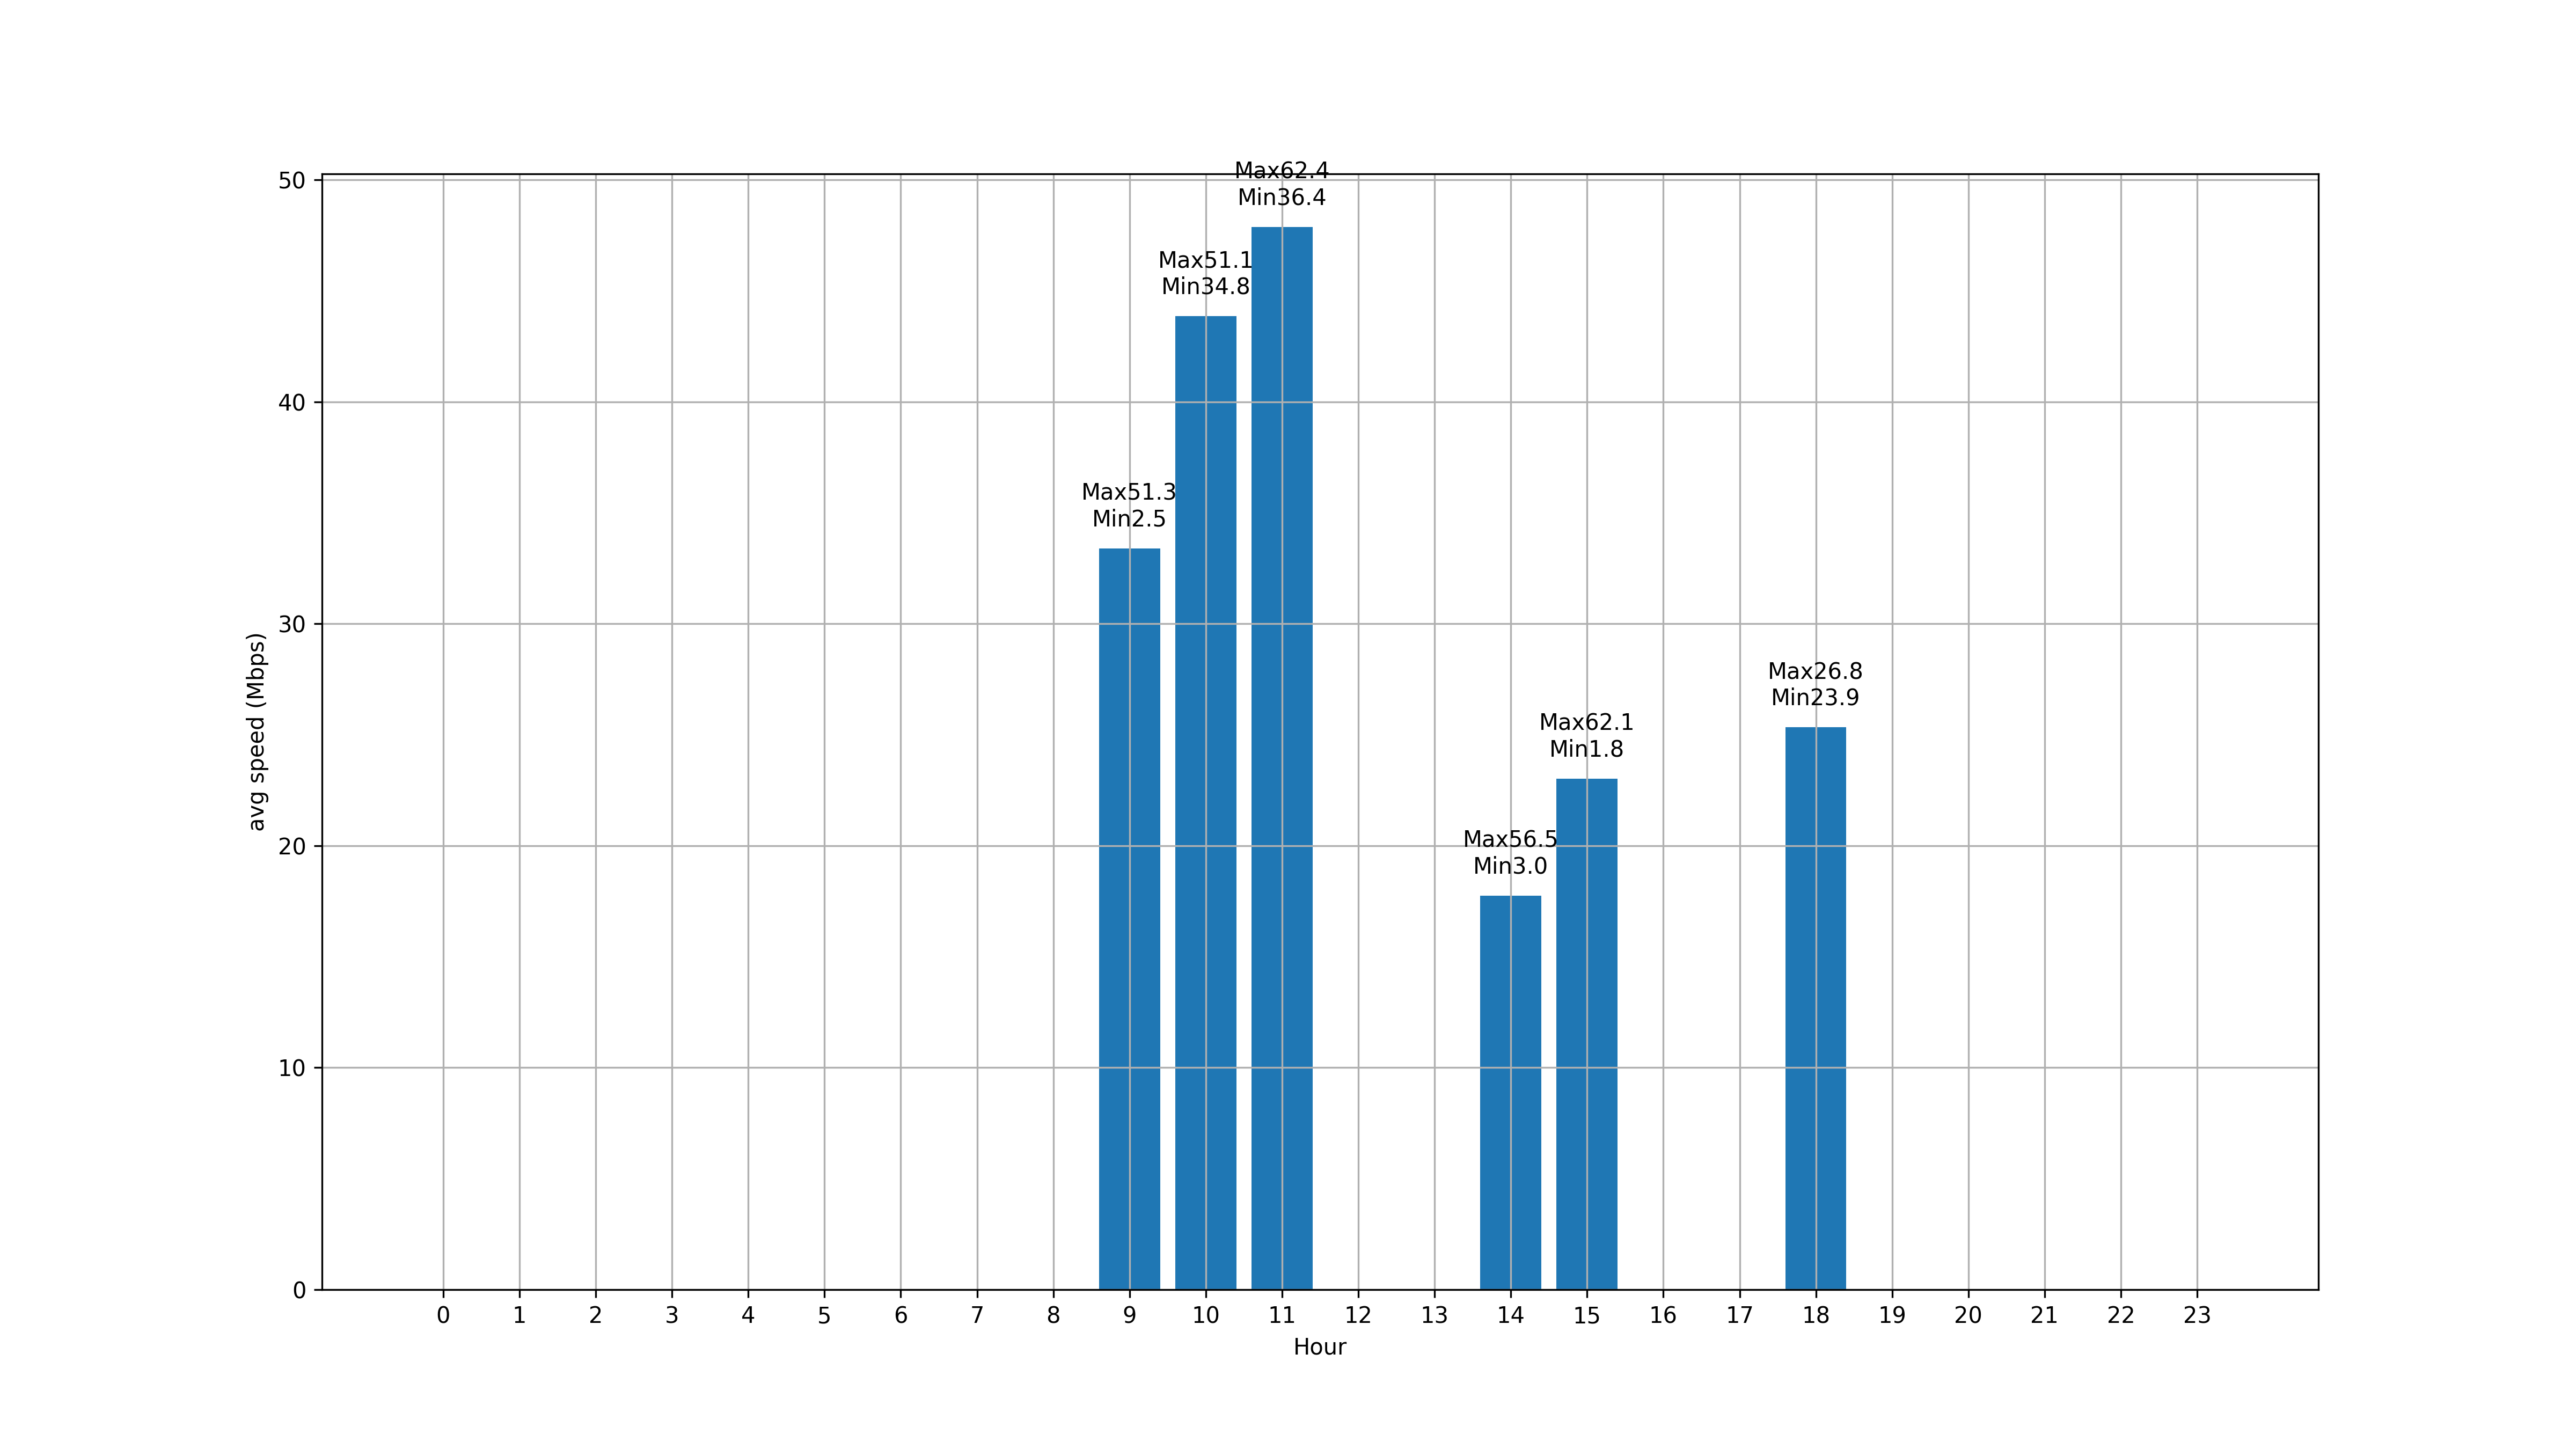 50
40
30
20
10
0
avg speed (Mbps)
Max51.3
Min2.5
Max51.1
Min34.8
Max62.4
Min36.4
Max56.5
Min3.0
Max62.1
Min1.8
Max26.8
Min23.9
0 1 2 3 4 5 6 7 8 9 10 11 12 13 14 15 16 17 18 19 20 21 22 23
Hour